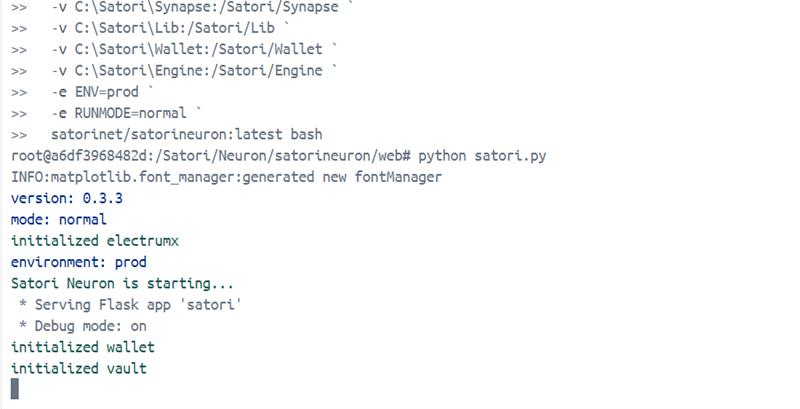 >>   -v C:\Satori\Synapse:/Satori/Synapse `
>>   -v C:\Satori\Lib:/Satori/Lib `
>>   -v C:\Satori\Wallet:/Satori/Wallet `
>>   -v C:\Satori\Engine:/Satori/Engine `
>>   -e ENV=prod `
>>   -e RUNMODE=normal `
>>   satorinet/satorineuron:latest bash
root@a6df3968482d:/Satori/Neuron/satorineuron/web# python satori.py
INFO:matplotlib.font_manager:generated new fontManager
version: 0.3.3
mode: normal
initialized electrumx
environment: prod
Satori Neuron is starting...
 * Serving Flask app 'satori'
 * Debug mode: on
initialized wallet
initialized vault